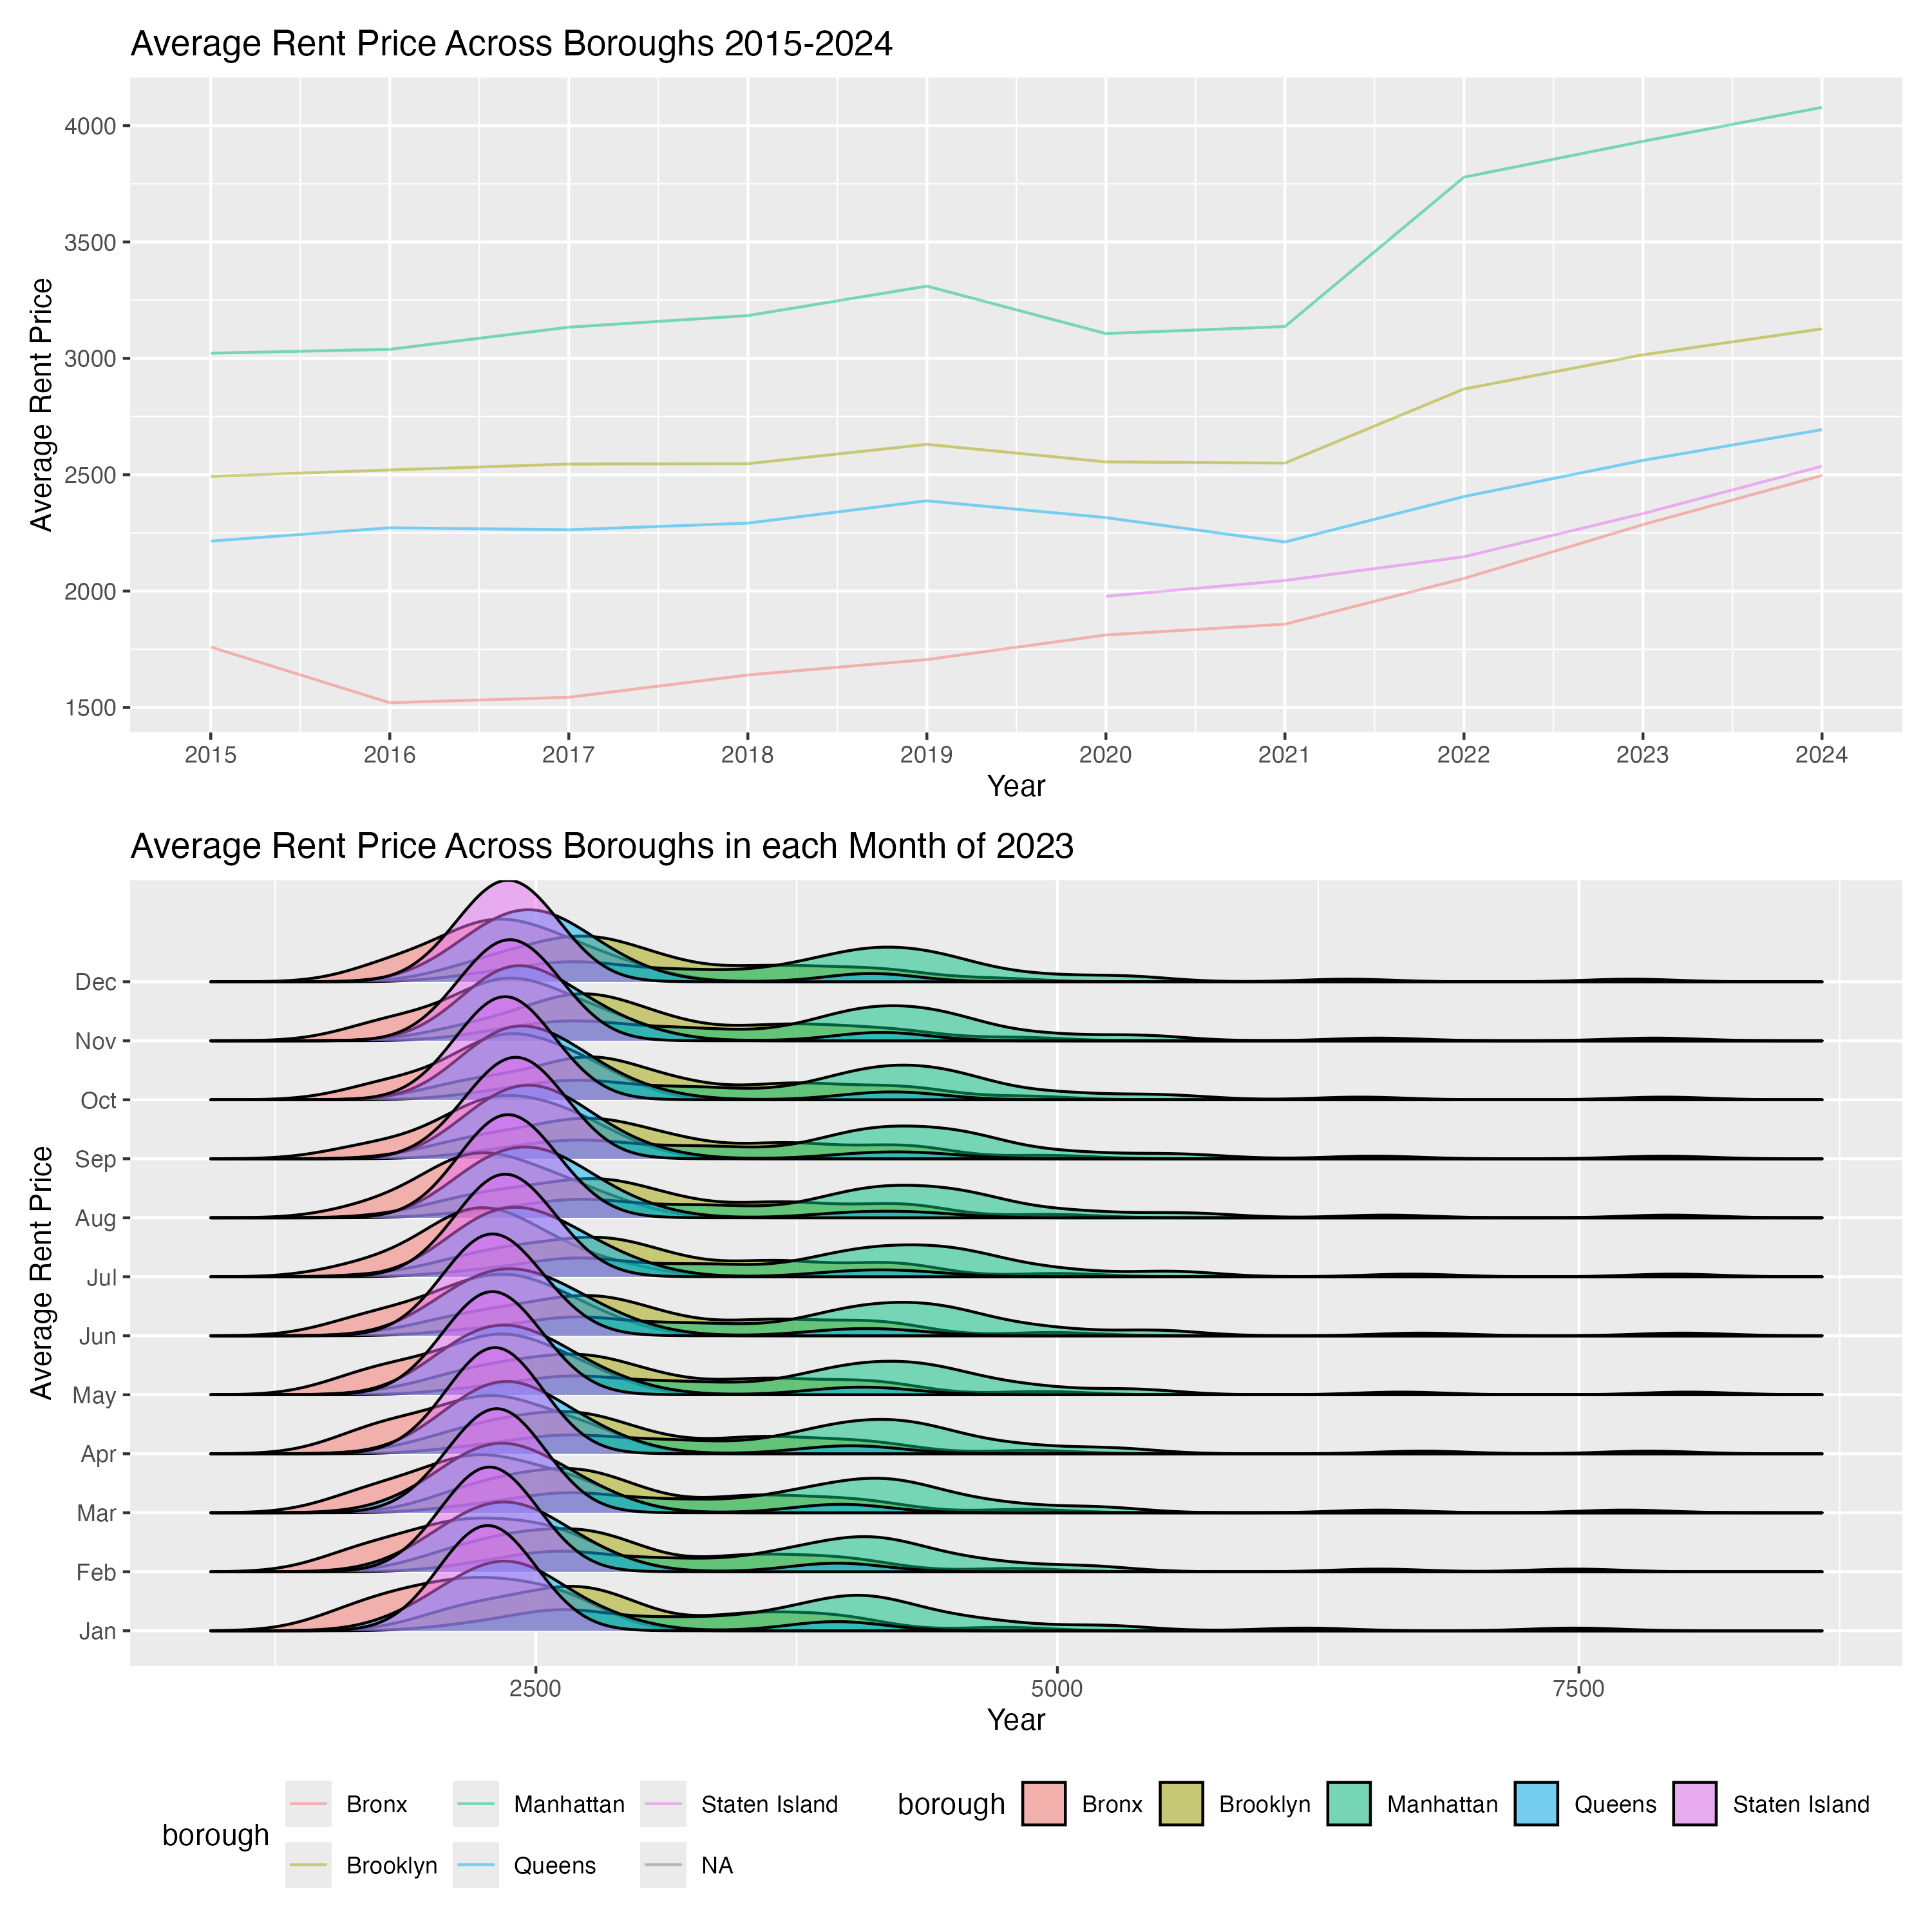 Average Rent Price Across Boroughs 2015-2024
Average Rent Price
4000
3500
3000
2500
2000
1500
2015 2016 2017 2018 2019 2020 2021 2022 2023 2024
Year
Average Rent Price Across Boroughs in each Month of 2023
Average Rent Price
Dec
Nov
Oct
Sep
Aug
Jul
Jun
May
Apr
Mar
Feb
Jan
2500 5000 7500
Year
borough
Bronx Manhattan Staten Island
Brooklyn Queens NA
borough Bronx Brooklyn Manhattan Queens Staten Island